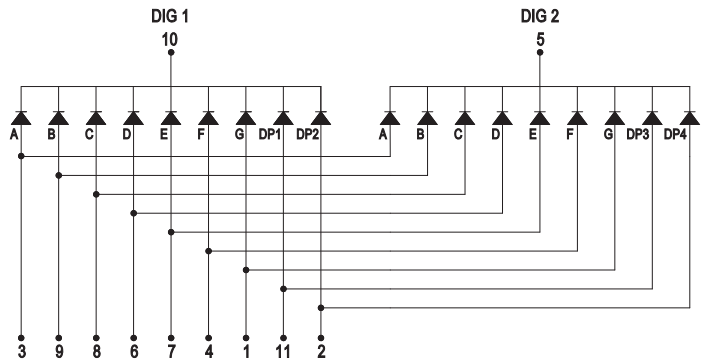 DIG 1 DIG 2
10 5
A B C D E F G DP1 DP2 A B C D E F G DP3 DP4
3 9 8 6 7 4 1 11 2